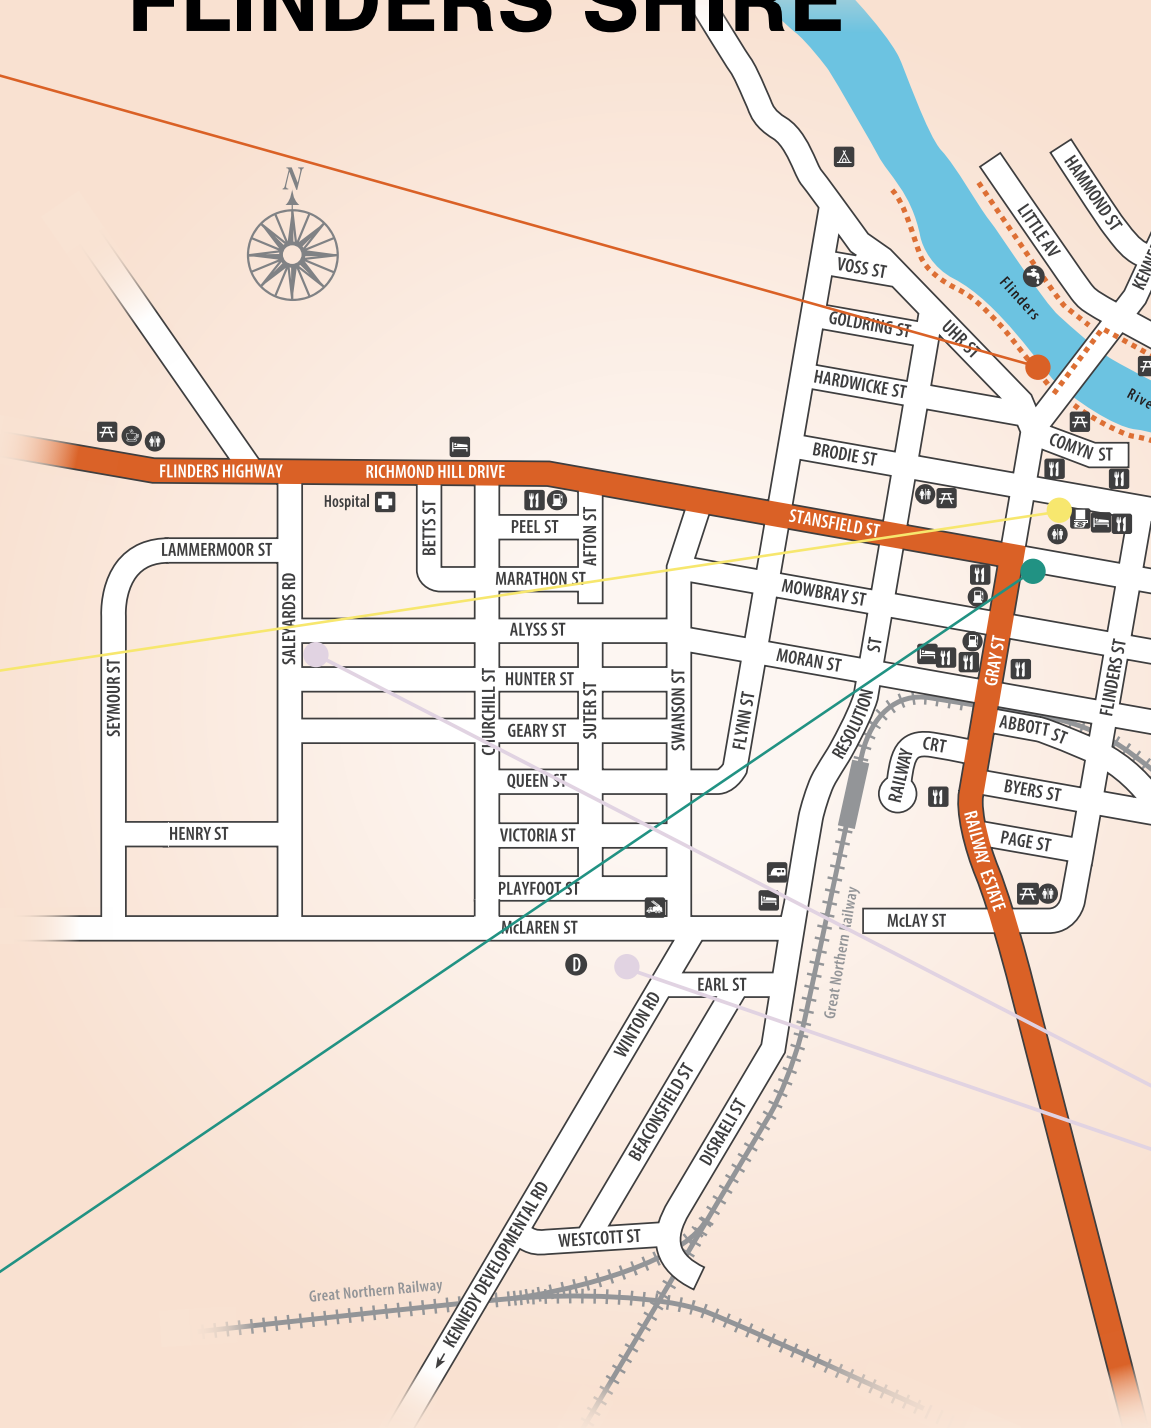 FLINDERS SHIRE
N
HAMMOND ST
LITTLE AV
VOSS ST
Flinders
GOLDRING ST
UHR ST
HARDWICKE ST
COMYN ST
BRODIE ST
FLINDERS HIGHWAY
RICHMOND HILL DRIVE
Hospital
BETTS ST
PEEL ST
AFTON ST
STANSFIELD ST
LAMMERMOOR ST
MARATHON ST
MOWBRAY ST
SALEYARDS RD
ALYSS ST
ST
MORAN ST
GRAY ST
FLINDERS ST
SEYMOUR ST
HUNTER ST
CHURCHILL ST
SUTER ST
SWANSON ST
FLYNN ST
RESOLUTION
GEARY ST
ABBOTT ST
CRT
RAILWAY
QUEEN ST
BYERS ST
HENRY ST
VICTORIA ST
PAGE ST
RAILWAY ESTATE
PLAYFOOT ST
McLAREN ST
McLAY ST
D
Great Northern Railway
EARL ST
WINTON RD
BEACONSFIELD ST
DISRAELI ST
WESTCOTT ST
KENNEDY DEVELOPMENTAL RD
Great Northern Railway